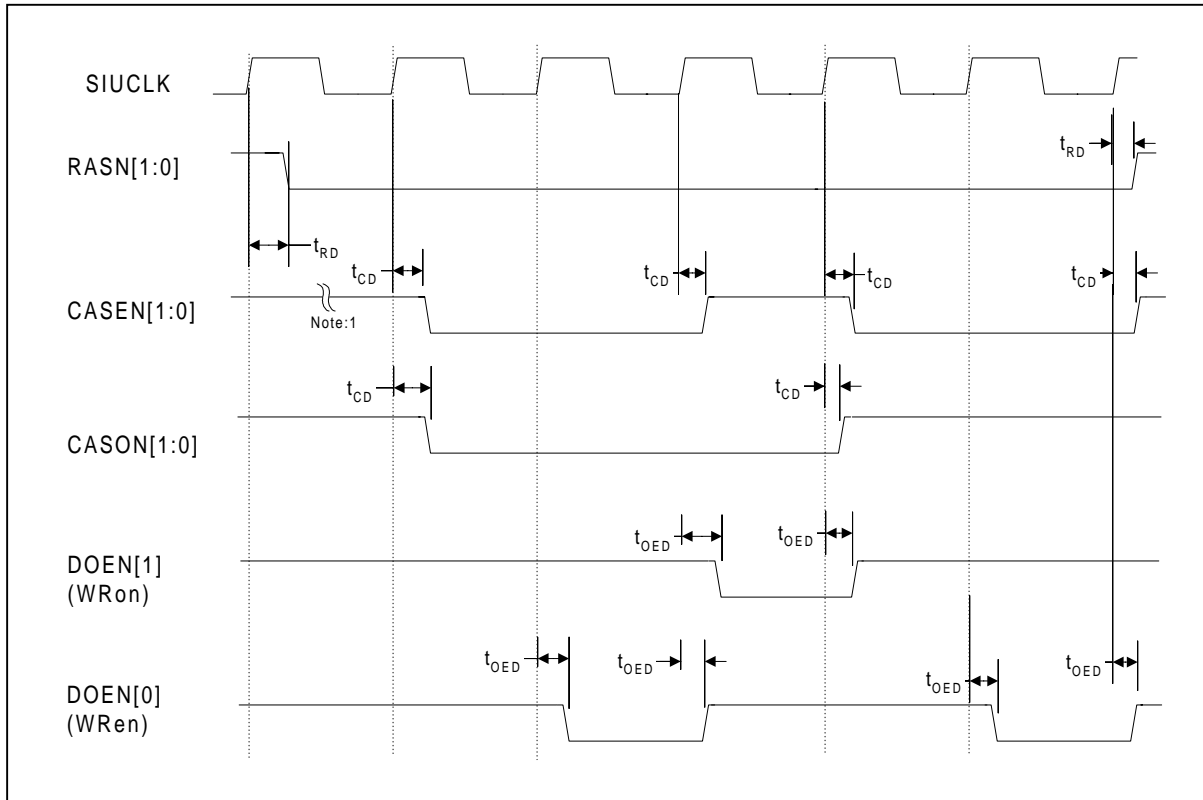 SIUCLK
RASN[1:0]
tRD
tRD
tCD
tCD
tCD
tCD
CASEN[1:0]
Note:1
tCD
tCD
CASON[1:0]
tOED
tOED
DOEN[1]
(WRon)
tOED
tOED
tOED
tOED
DOEN[0]
(WRen)